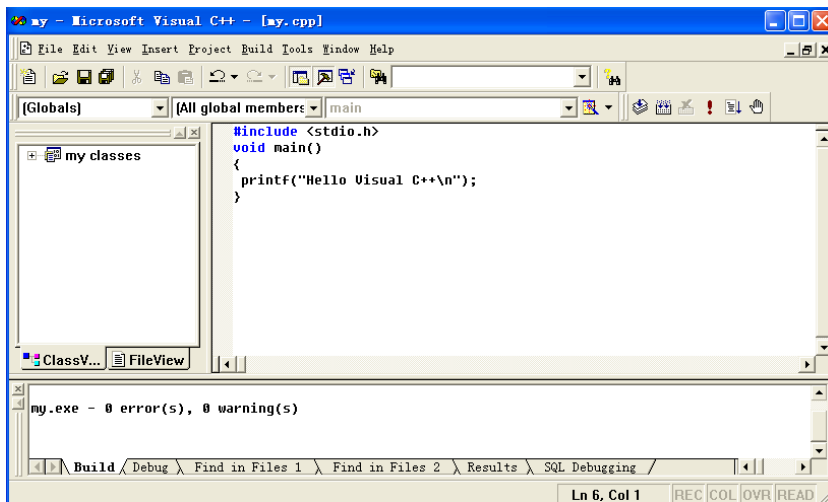 my - Microsoft Visual C++ - [my.cpp]
File Edit View Insert Project Build Tools Window Help
(Globals) (All global members main
#include <stdio.h>
void main()
{
printf("Hello Visual C++\n");
}
my classes
ClassV... FileView
my.exe - 0 error(s), 0 warning(s)
Build Debug Find in Files 1 Find in Files 2 Results SQL Debugging
Ln 6, Col 1 REC COL OVR READ